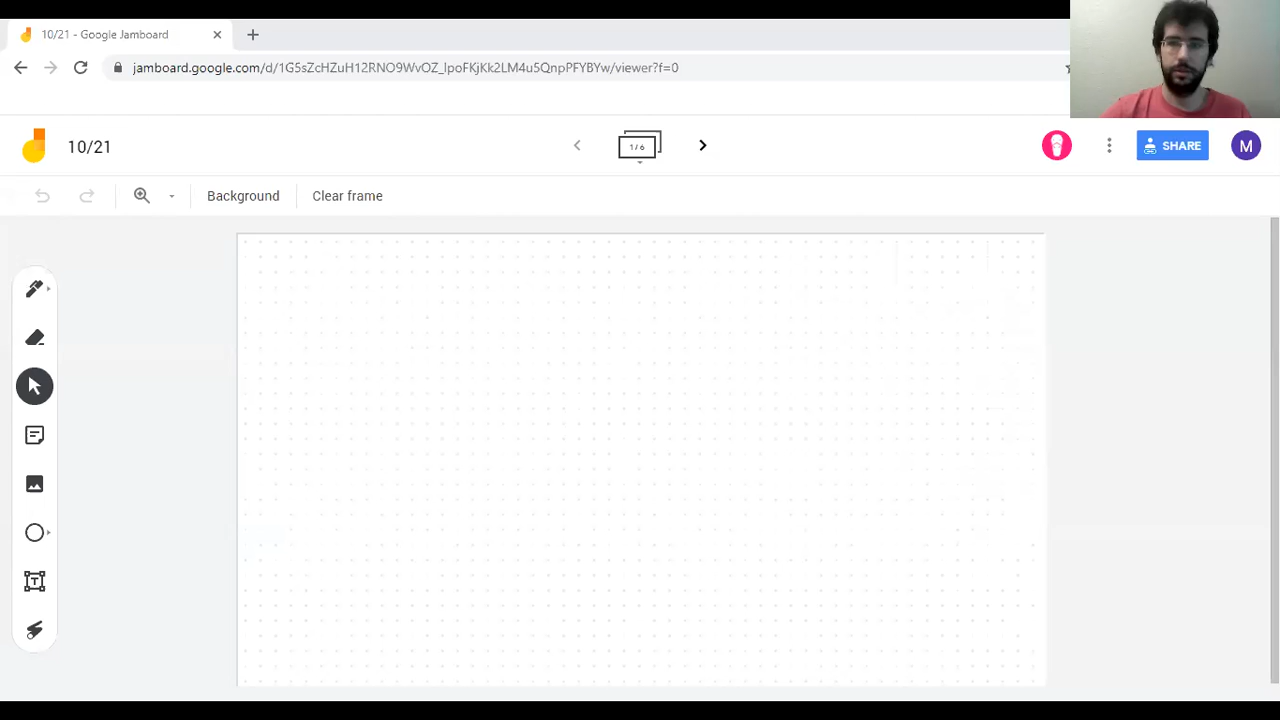 10/21 - Google Jamboard
jamboard.google.com/d/1G5sZcHZuH12RNO9WvOZ_lpoFKjKk2LM4u5QnpPFYBYw/viewer?f=0
10/21
1/6
SHARE
M
Background
Clear frame